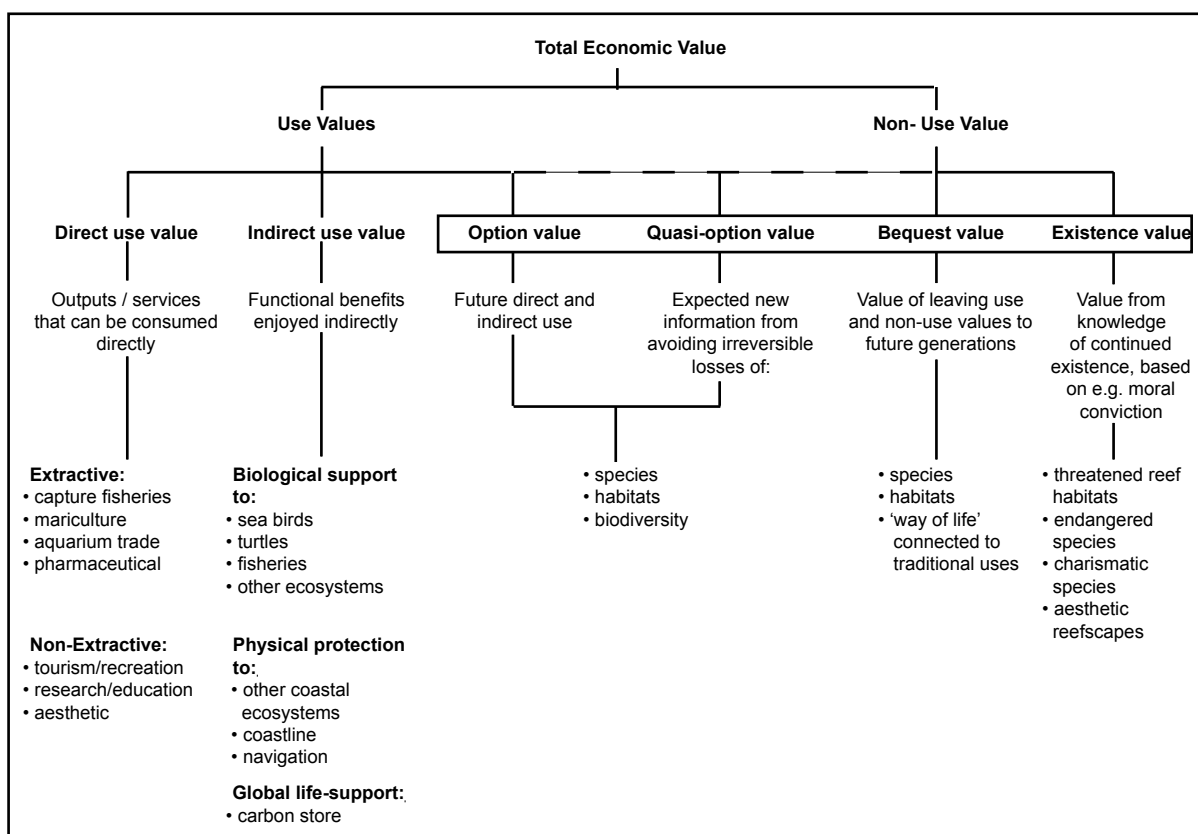 Total Economic Value
Use Values
Non- Use Value
Direct use value
Indirect use value
Option value
Quasi-option value
Bequest value
Existence value
Outputs / services
that can be consumed
directly
Functional benefits
enjoyed indirectly
Future direct and
indirect use
Expected new
information from
avoiding irreversible
losses of:
Value of leaving use
and non-use values to
future generations
Value from
knowledge
of continued
existence, based
on e.g. moral
conviction
Extractive:
• capture fisheries
• mariculture
• aquarium trade
• pharmaceutical
Non-Extractive:
• tourism/recreation
• research/education
• aesthetic
Biological support
to:
• sea birds
• turtles
• fisheries
• other ecosystems
Physical protection
to:
• other coastal
ecosystems
• coastline
• navigation
Global life-support:
• carbon store
• species
• habitats
• biodiversity
• species
• habitats
• ‘way of life’
connected to
traditional uses
• threatened reef
habitats
• endangered
species
• charismatic
species
• aesthetic
reefscapes